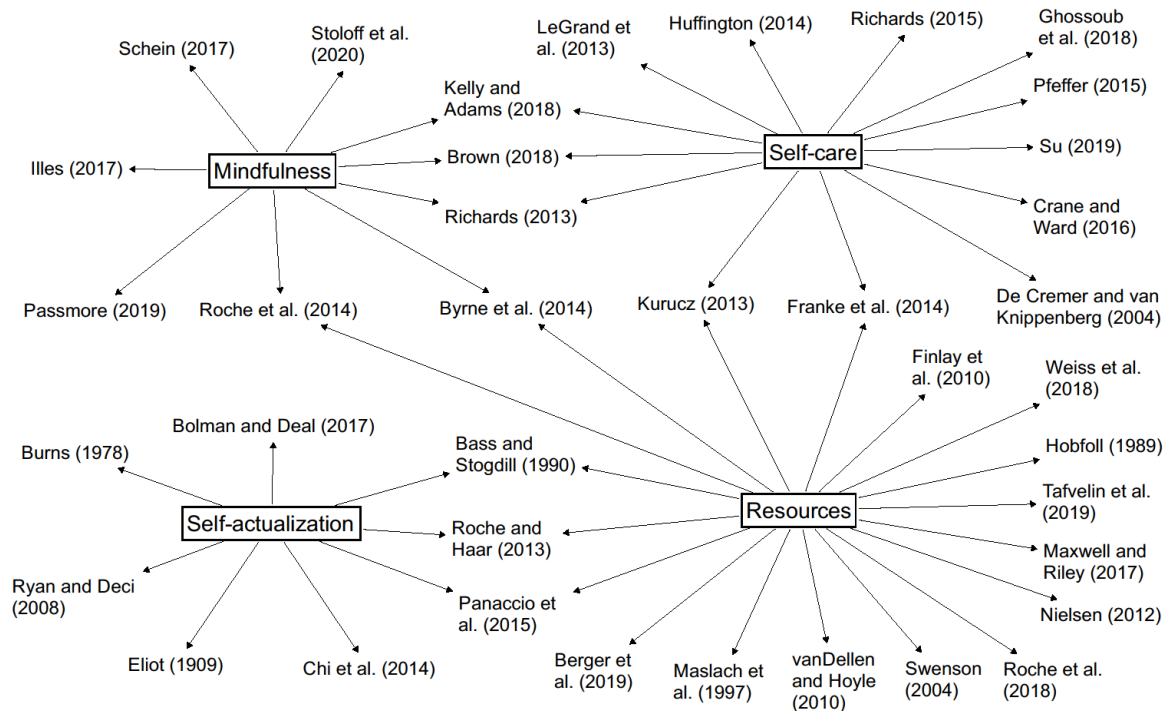 Schein (2017)
Stoloff et al.
(2020)
LeGrand et
al. (2013)
Huffington (2014)
Richards (2015)
Ghossoub
et al. (2018)
Kelly and
Adams (2018)
Pfeffer (2015)
Illes (2017)
Mindfulness
Brown (2018)
Self-care
Su (2019)
Richards (2013)
Crane and
Ward (2016)
Passmore (2019)
Roche et al. (2014)
Byrne et al. (2014)
Kurucz (2013)
Franke et al. (2014)
De Cremer and van
Knippenberg (2004)
Finlay et
al. (2010)
Weiss et al.
(2018)
Burns (1978)
Bolman and Deal (2017)
Bass and
Stogdill (1990)
Hobfoll (1989)
Self-actualization
Resources
Tafvelin et al.
(2019)
Roche and
Haar (2013)
Maxwell and
Riley (2017)
Ryan and Deci
(2008)
Panaccio et
al. (2015)
Nielsen (2012)
Eliot (1909)
Chi et al. (2014)
Berger et
al. (2019)
Maslach et
al. (1997)
vanDellen
and Hoyle
(2010)
Swenson
(2004)
Roche et al.
(2018)